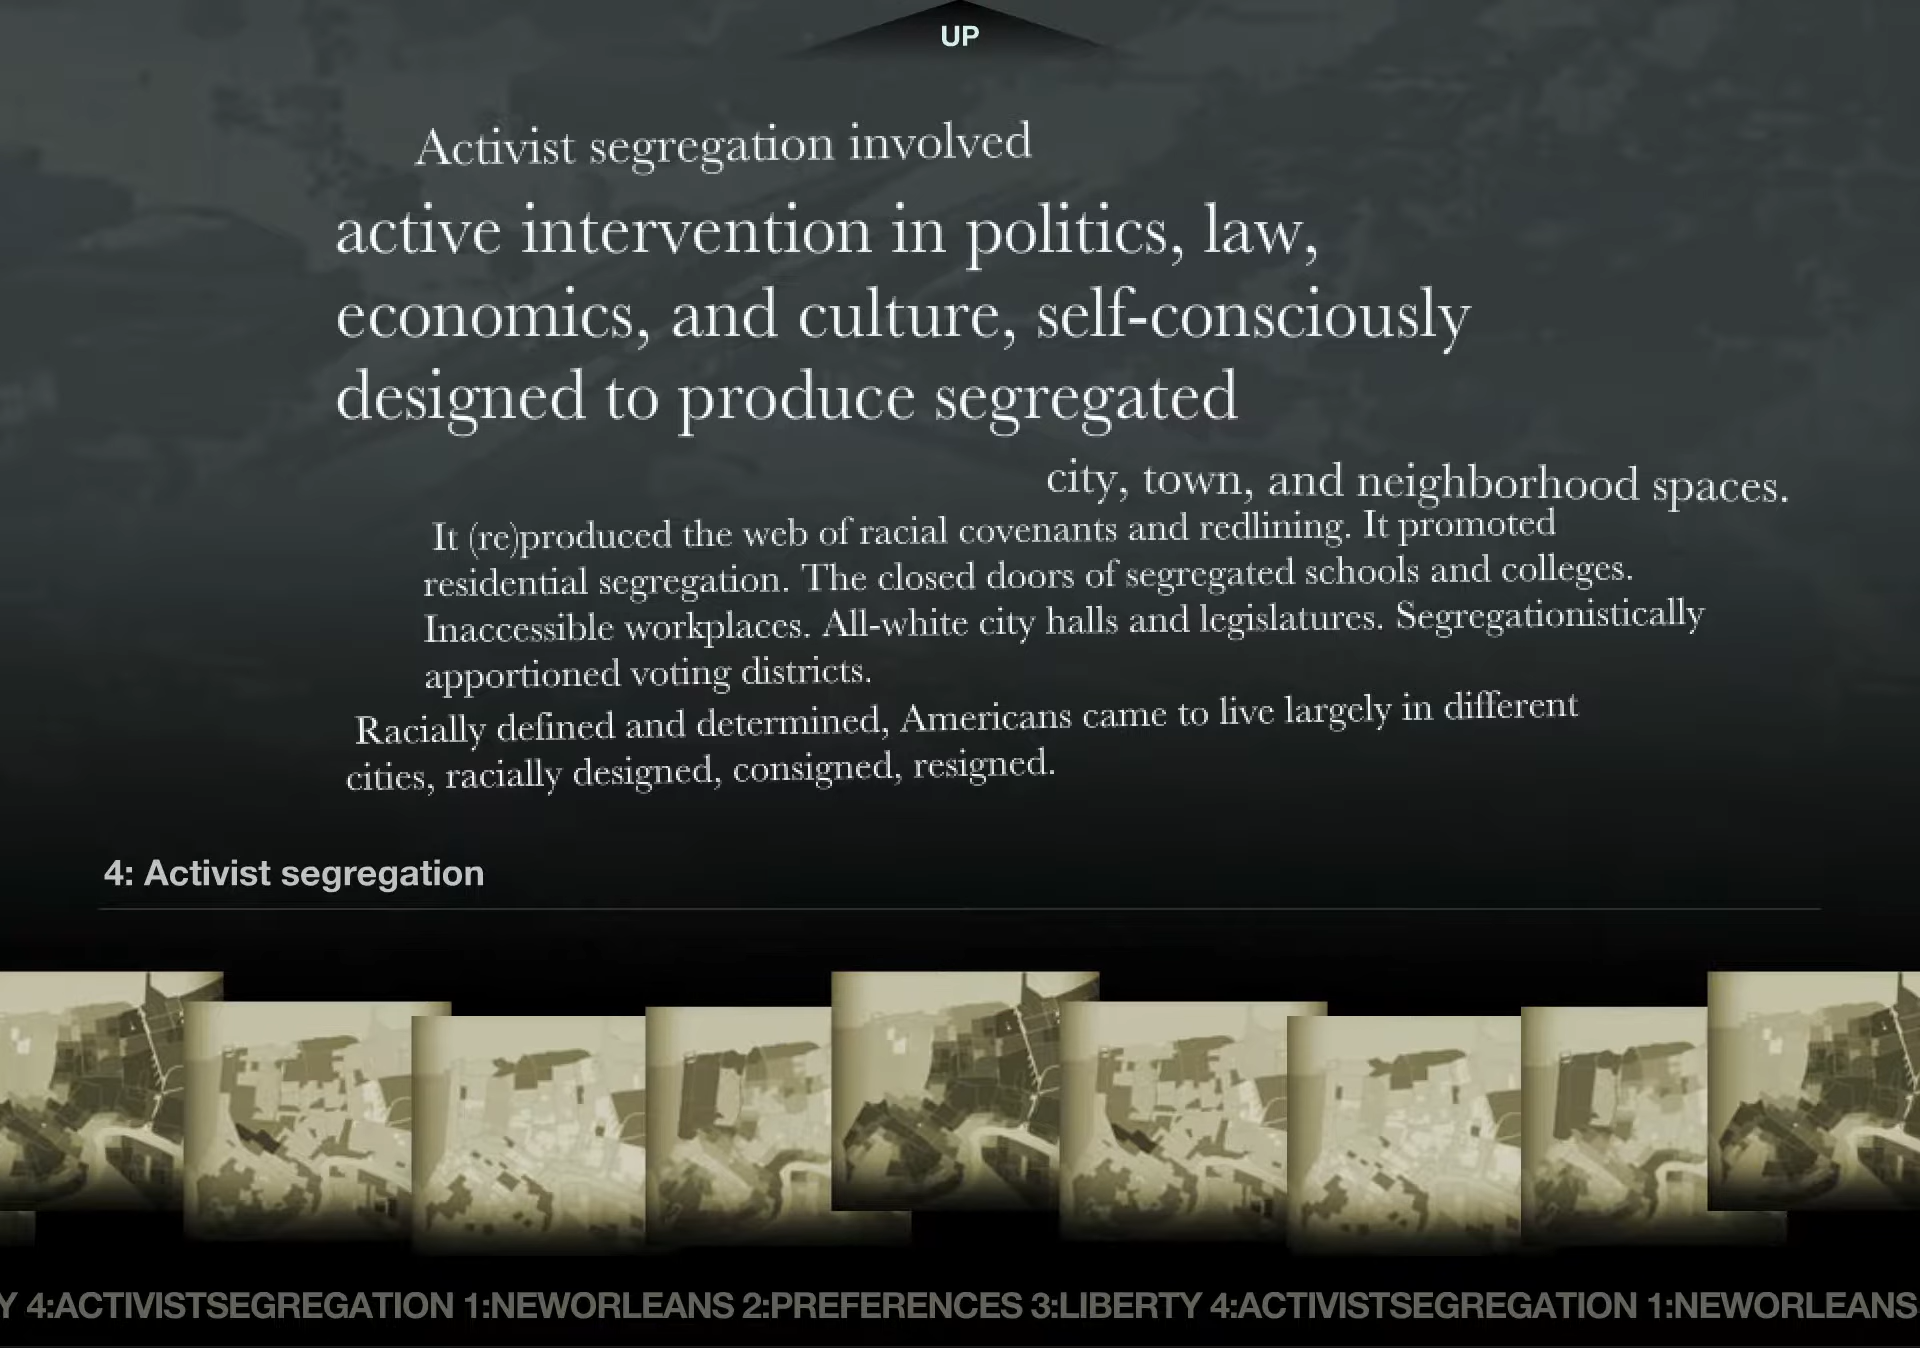 UP
Activist segregation involved
active intervention in politics, law,
economics, and culture, self-consciously
designed to produce segregated
city, town, and neighborhood spaces.
It (re)produced the web of racial covenants and redlining. It promoted
residential segregation. The closed doors of segregated schools and colleges.
Inaccessible workplaces. All-white city halls and legislatures. Segregationistically
apportioned voting districts.
Racially defined and determined, Americans came to live largely in different
cities, racially designed, consigned, resigned.
4: Activist segregation
Y 4:ACTIVISTSEGREGATION 1:NEWORLEANS 2:PREFERENCES 3:LIBERTY 4:ACTIVISTSEGREGATION 1:NEWORLEANS